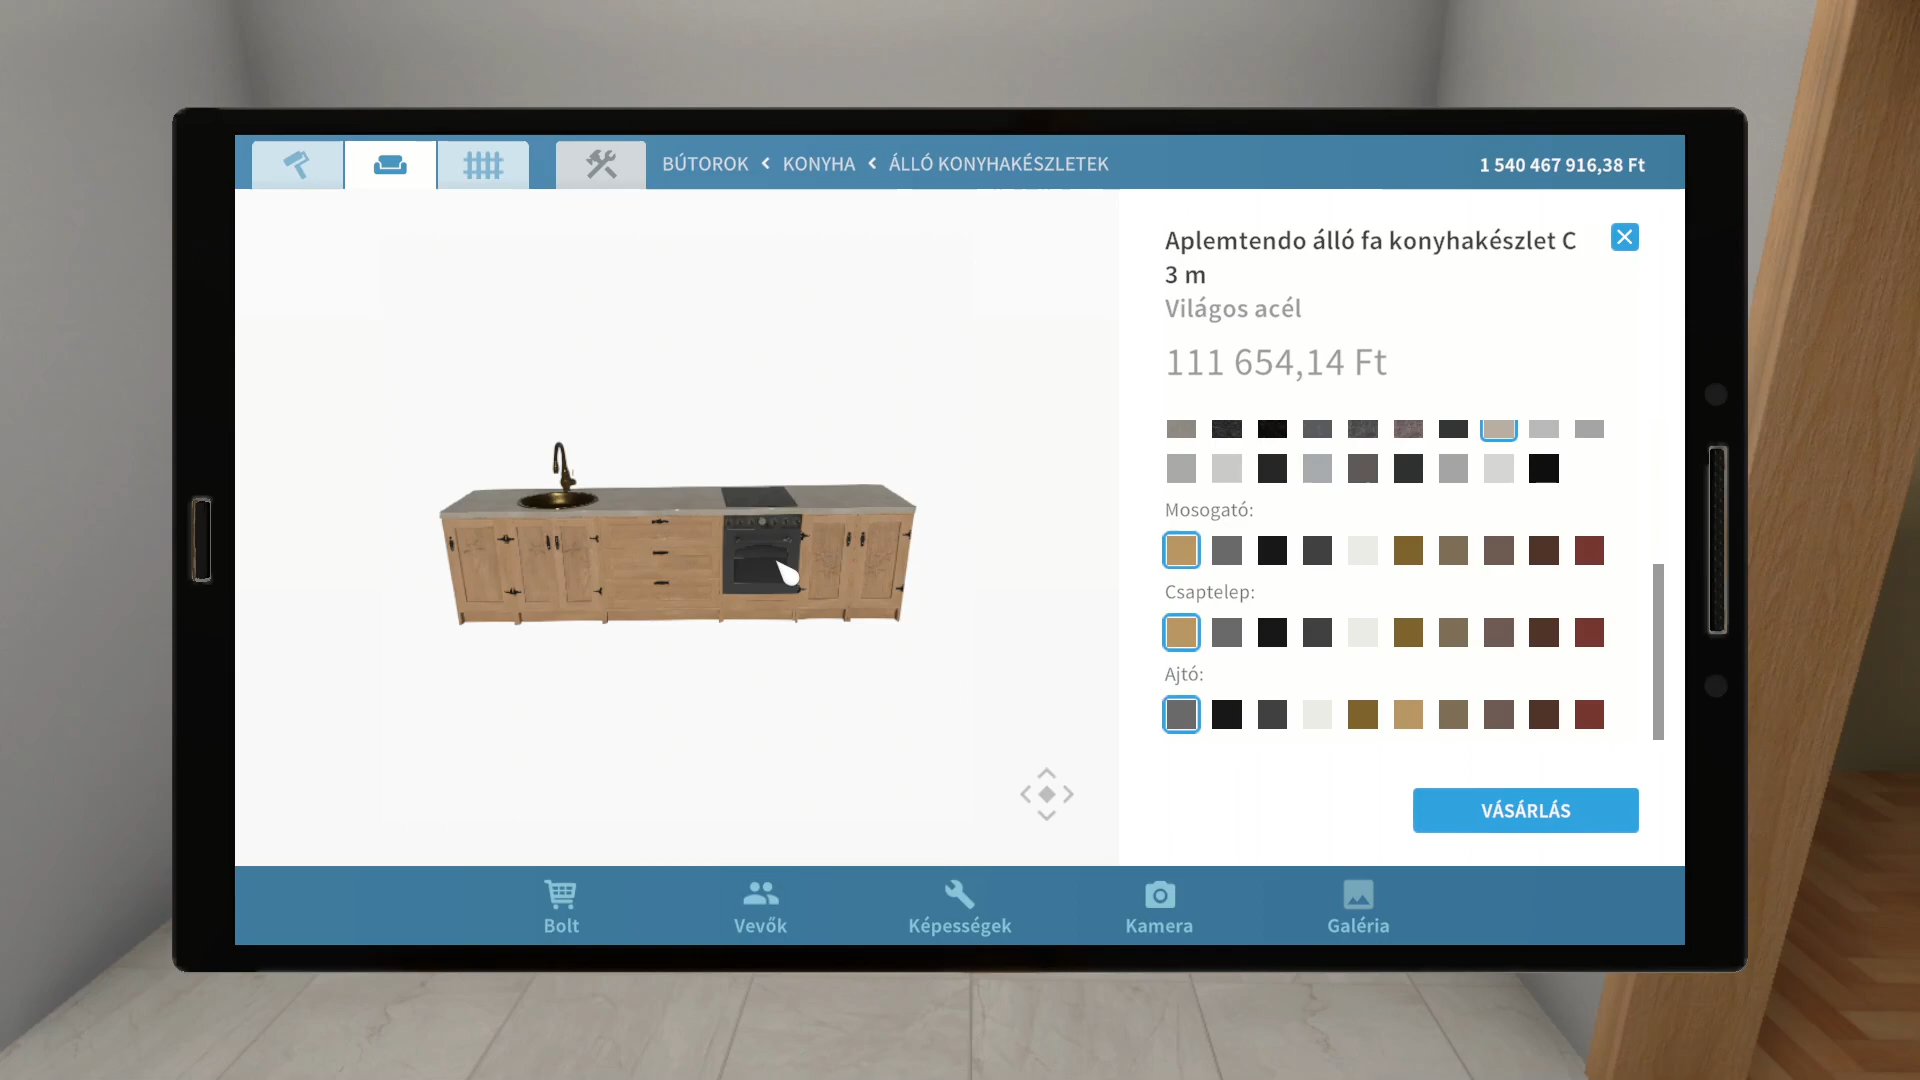 BÚTOROK < KONYHA < ÁLLÓ KONYHAKÉSZLETEK
1 540 467 916,38 Ft
Aplemtendo álló fa konyhakészlet C
3 m
Világos acél
111 654,14 Ft
Mosogató:
Csaptelep:
Ajtó:
VÁSÁRLÁS
Bolt
Vevők
Képességek
Kamera
Galéria